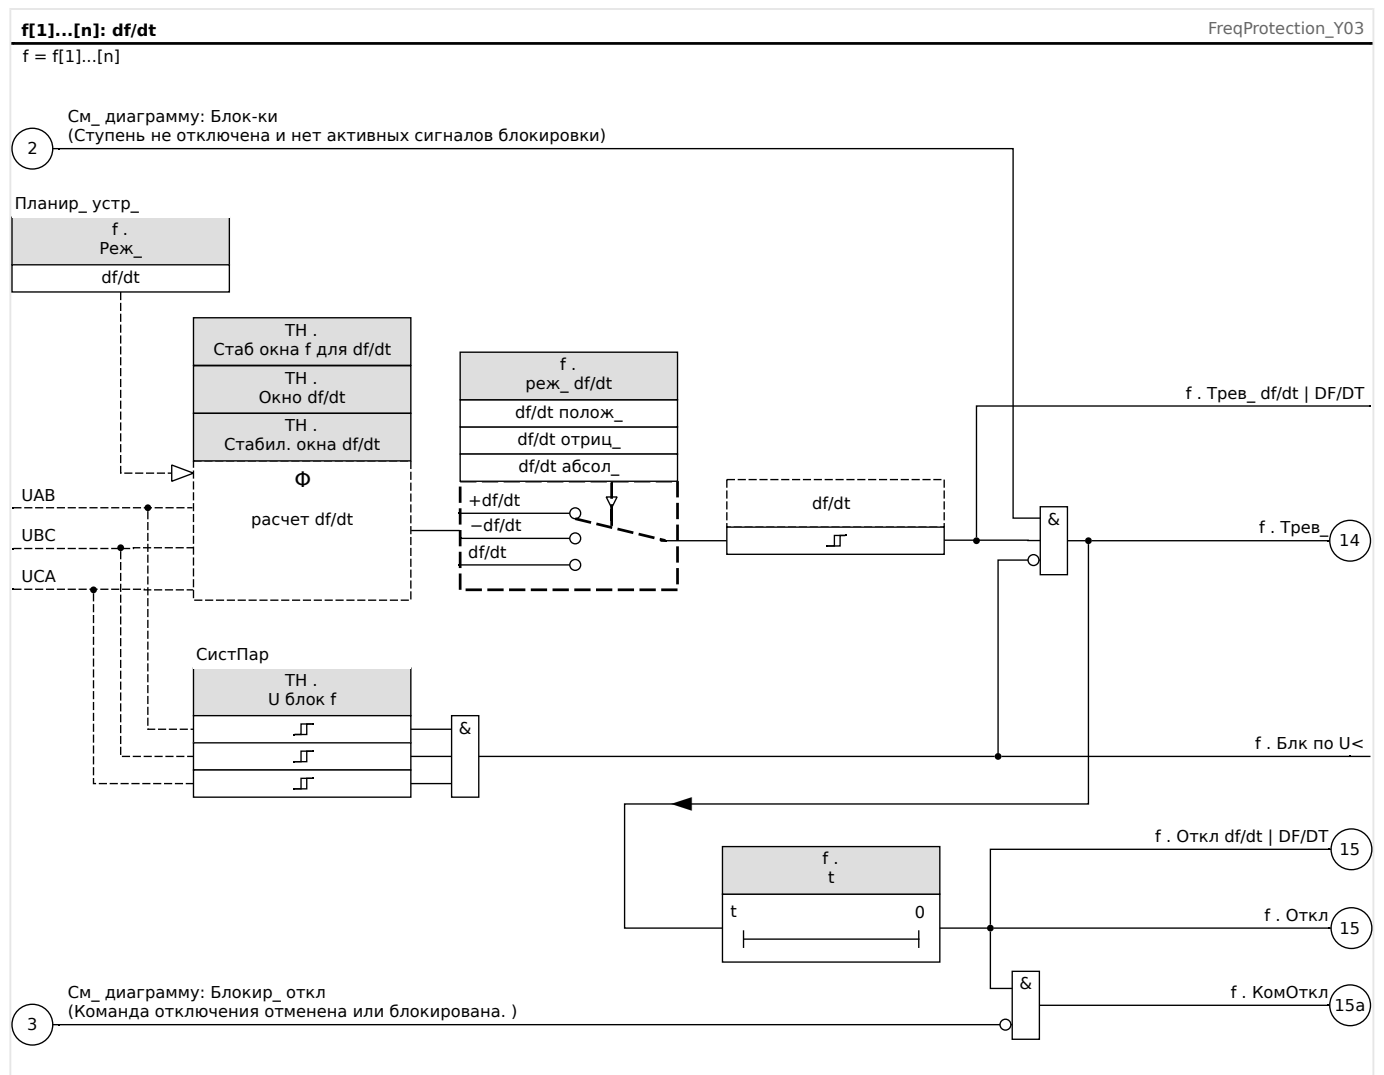 f[1]...[n]: df/dt
FreqProtection_Y03
f = f[1]...[n]
См_ диаграмму: Блок-ки
(Ступень не отключена и нет активных сигналов блокировки)
2
Планир_ устр_
f .
Реж_
df/dt
ТН .
Стаб окна f для df/dt
ТН .
Окно df/dt
ТН .
Стабил. окна df/dt
Φ
расчет df/dt
f .
реж_ df/dt
df/dt полож_
df/dt отриц_
df/dt абсол_
+df/dt
−df/dt
df/dt
df/dt
f . Трев_ df/dt | DF/DT
UAB
UBC
UCA
&
f . Трев_
14
СистПар
ТН .
U блок f
&
f . Блк по U<
f .
t
t
0
f . Откл df/dt | DF/DT
15
f . Откл
15
См_ диаграмму: Блокир_ откл
(Команда отключения отменена или блокирована. )
3
&
f . КомОткл
15a